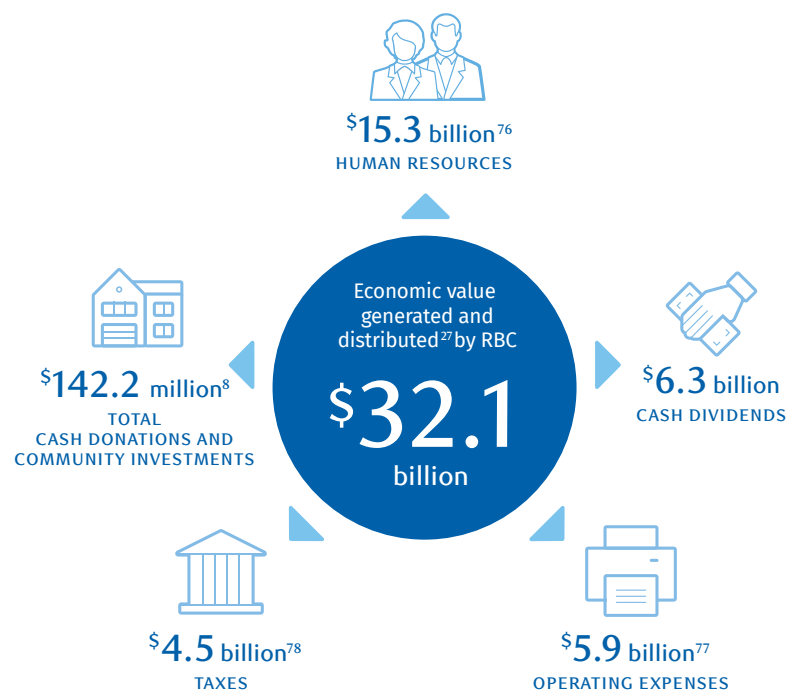 $15.3 billion76
HUMAN RESOURCES
Economic value
generated and
distributed27 by RBC
$32.1
billion
$142.2 million8
TOTAL
CASH DONATIONS AND
COMMUNITY INVESTMENTS
$6.3 billion
CASH DIVIDENDS
$4.5 billion78
TAXES
$5.9 billion77
OPERATING EXPENSES